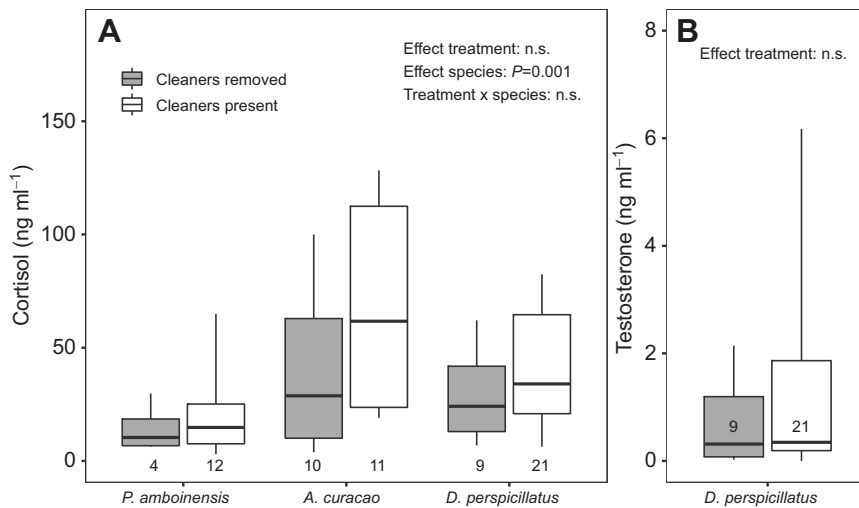 A
Cleaners removed
Cleaners present
Effect treatment: n.s.
Effect species: P=0.001
Treatment x species: n.s.
Cortisol (ng ml⁻¹)
150
100
50
0
4
12
10
11
9
21
P. amboinensis
A. curacao
D. perspicillatus
B
Effect treatment: n.s.
Testosterone (ng ml⁻¹)
8
6
4
2
0
9
21
D. perspicillatus